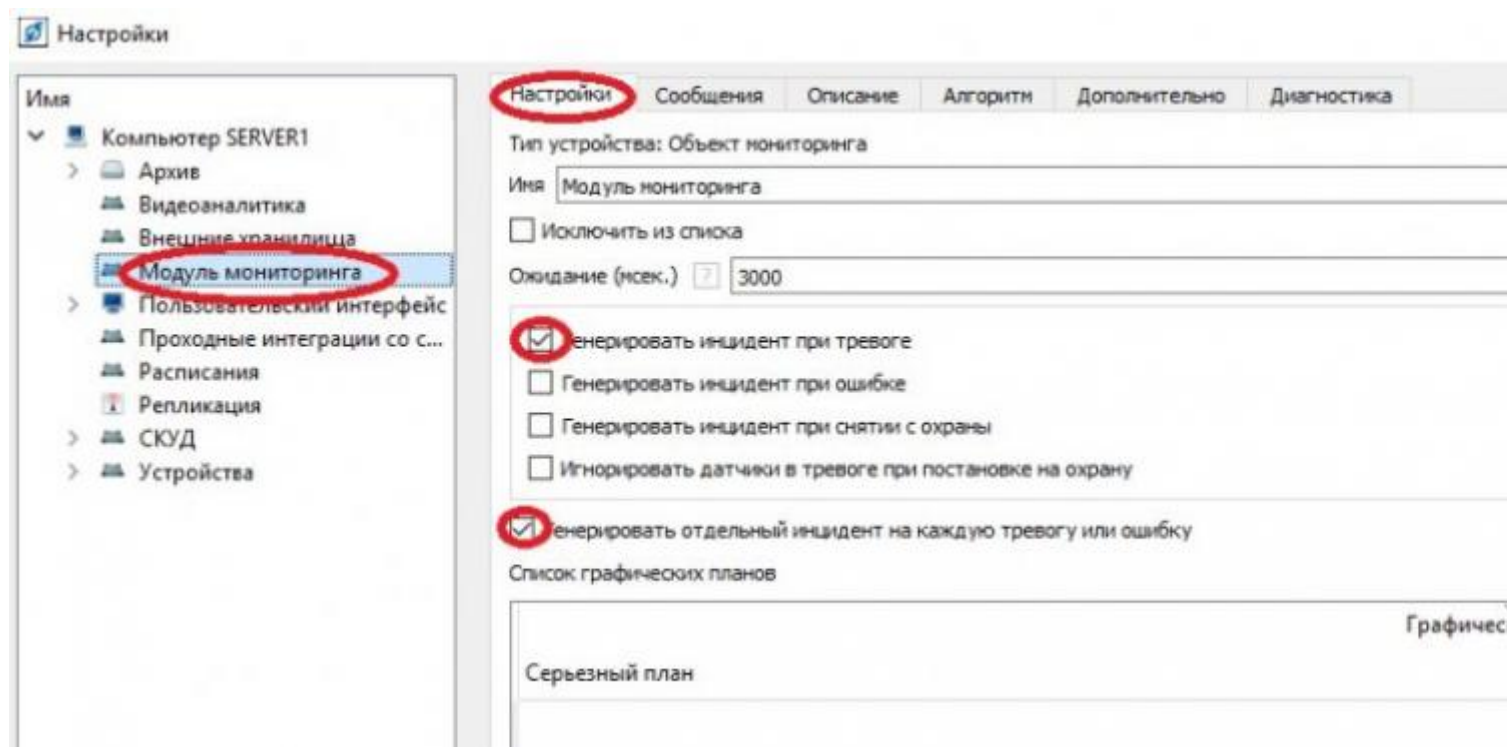 Настройки
Имя
Компьютер SERVER1
Архив
Видеоаналитика
Внешние хранилища
Модуль мониторинга
Пользовательский интерфейс
Проходные интеграции со с...
Расписания
Репликация
СКУД
Устройства
Настройки Сообщения Описание Алгоритм Дополнительно Диагностика
Тип устройства: Объект мониторинга
Имя Модуль мониторинга
Исключить из списка
Ожидание (мсек.) ? 3000
Генерировать инцидент при тревоге
Генерировать инцидент при ошибке
Генерировать инцидент при снятии с охраны
Игнорировать датчики в тревоге при постановке на охрану
Генерировать отдельный инцидент на каждую тревогу или ошибку
Список графических планов
Графичес
Серьезный план